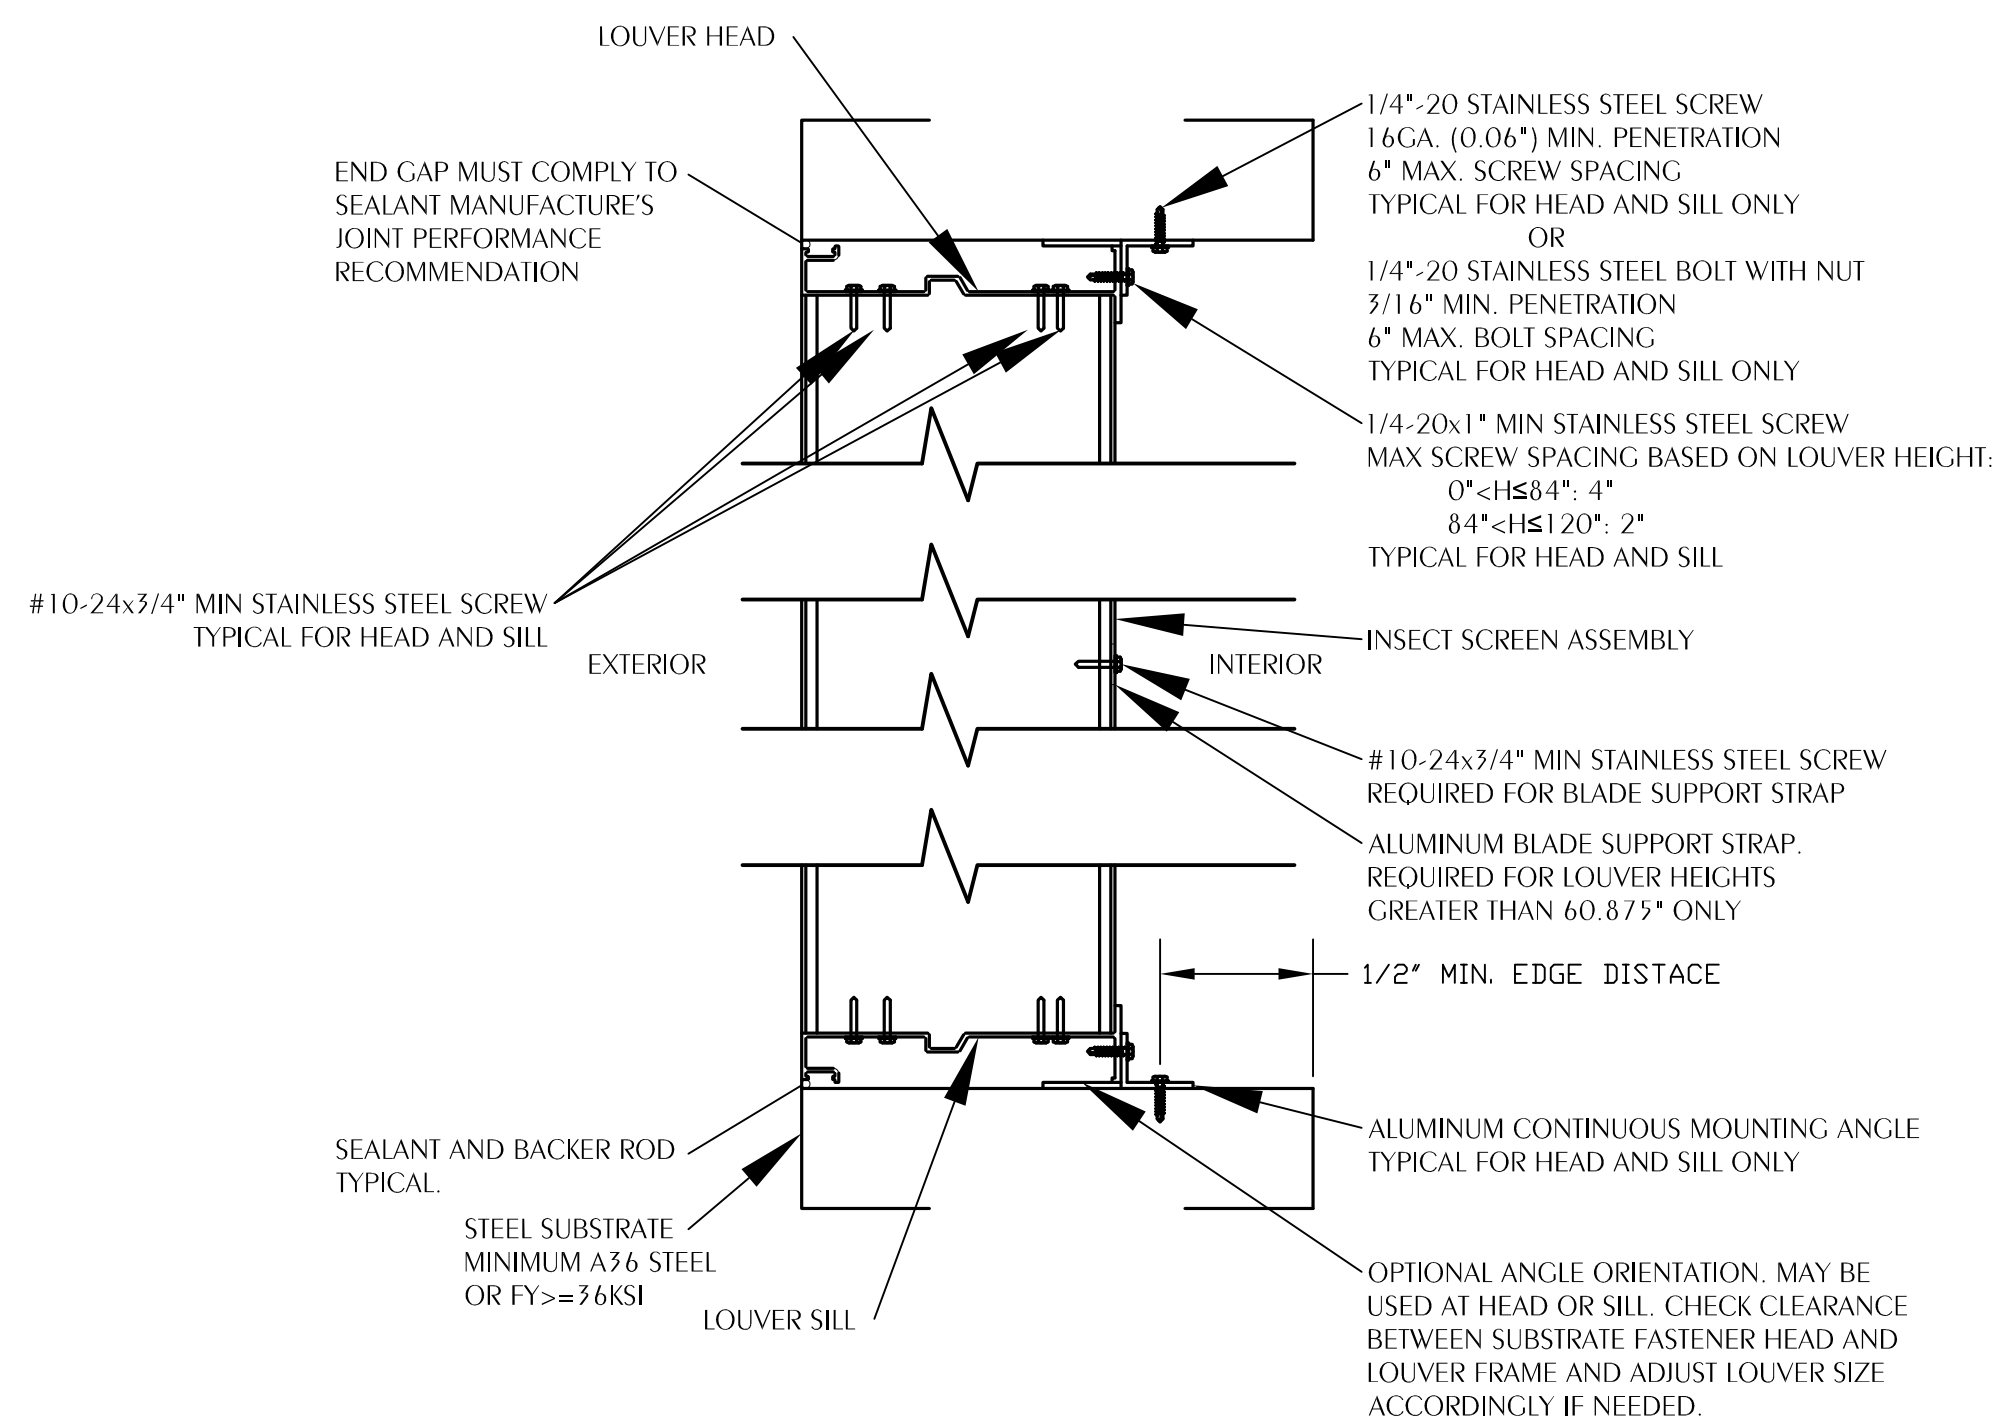 LOUVER HEAD
1/4"-20 STAINLESS STEEL SCREW
16GA. (0.06") MIN. PENETRATION
6" MAX. SCREW SPACING
TYPICAL FOR HEAD AND SILL ONLY
OR
1/4"-20 STAINLESS STEEL BOLT WITH NUT
3/16" MIN. PENETRATION
6" MAX. BOLT SPACING
TYPICAL FOR HEAD AND SILL ONLY
END GAP MUST COMPLY TO
SEALANT MANUFACTURE'S
JOINT PERFORMANCE
RECOMMENDATION
1/4-20x1" MIN STAINLESS STEEL SCREW
MAX SCREW SPACING BASED ON LOUVER HEIGHT:
0"<H≤84": 4"
84"<H≤120": 2"
TYPICAL FOR HEAD AND SILL
#10-24x3/4" MIN STAINLESS STEEL SCREW
TYPICAL FOR HEAD AND SILL
EXTERIOR
INTERIOR
INSECT SCREEN ASSEMBLY
#10-24x3/4" MIN STAINLESS STEEL SCREW
REQUIRED FOR BLADE SUPPORT STRAP
ALUMINUM BLADE SUPPORT STRAP.
REQUIRED FOR LOUVER HEIGHTS
GREATER THAN 60.875" ONLY
1/2" MIN. EDGE DISTACE
SEALANT AND BACKER ROD
TYPICAL.
STEEL SUBSTRATE
MINIMUM A36 STEEL
OR FY>=36KSI
LOUVER SILL
ALUMINUM CONTINUOUS MOUNTING ANGLE
TYPICAL FOR HEAD AND SILL ONLY
OPTIONAL ANGLE ORIENTATION. MAY BE
USED AT HEAD OR SILL. CHECK CLEARANCE
BETWEEN SUBSTRATE FASTENER HEAD AND
LOUVER FRAME AND ADJUST LOUVER SIZE
ACCORDINGLY IF NEEDED.